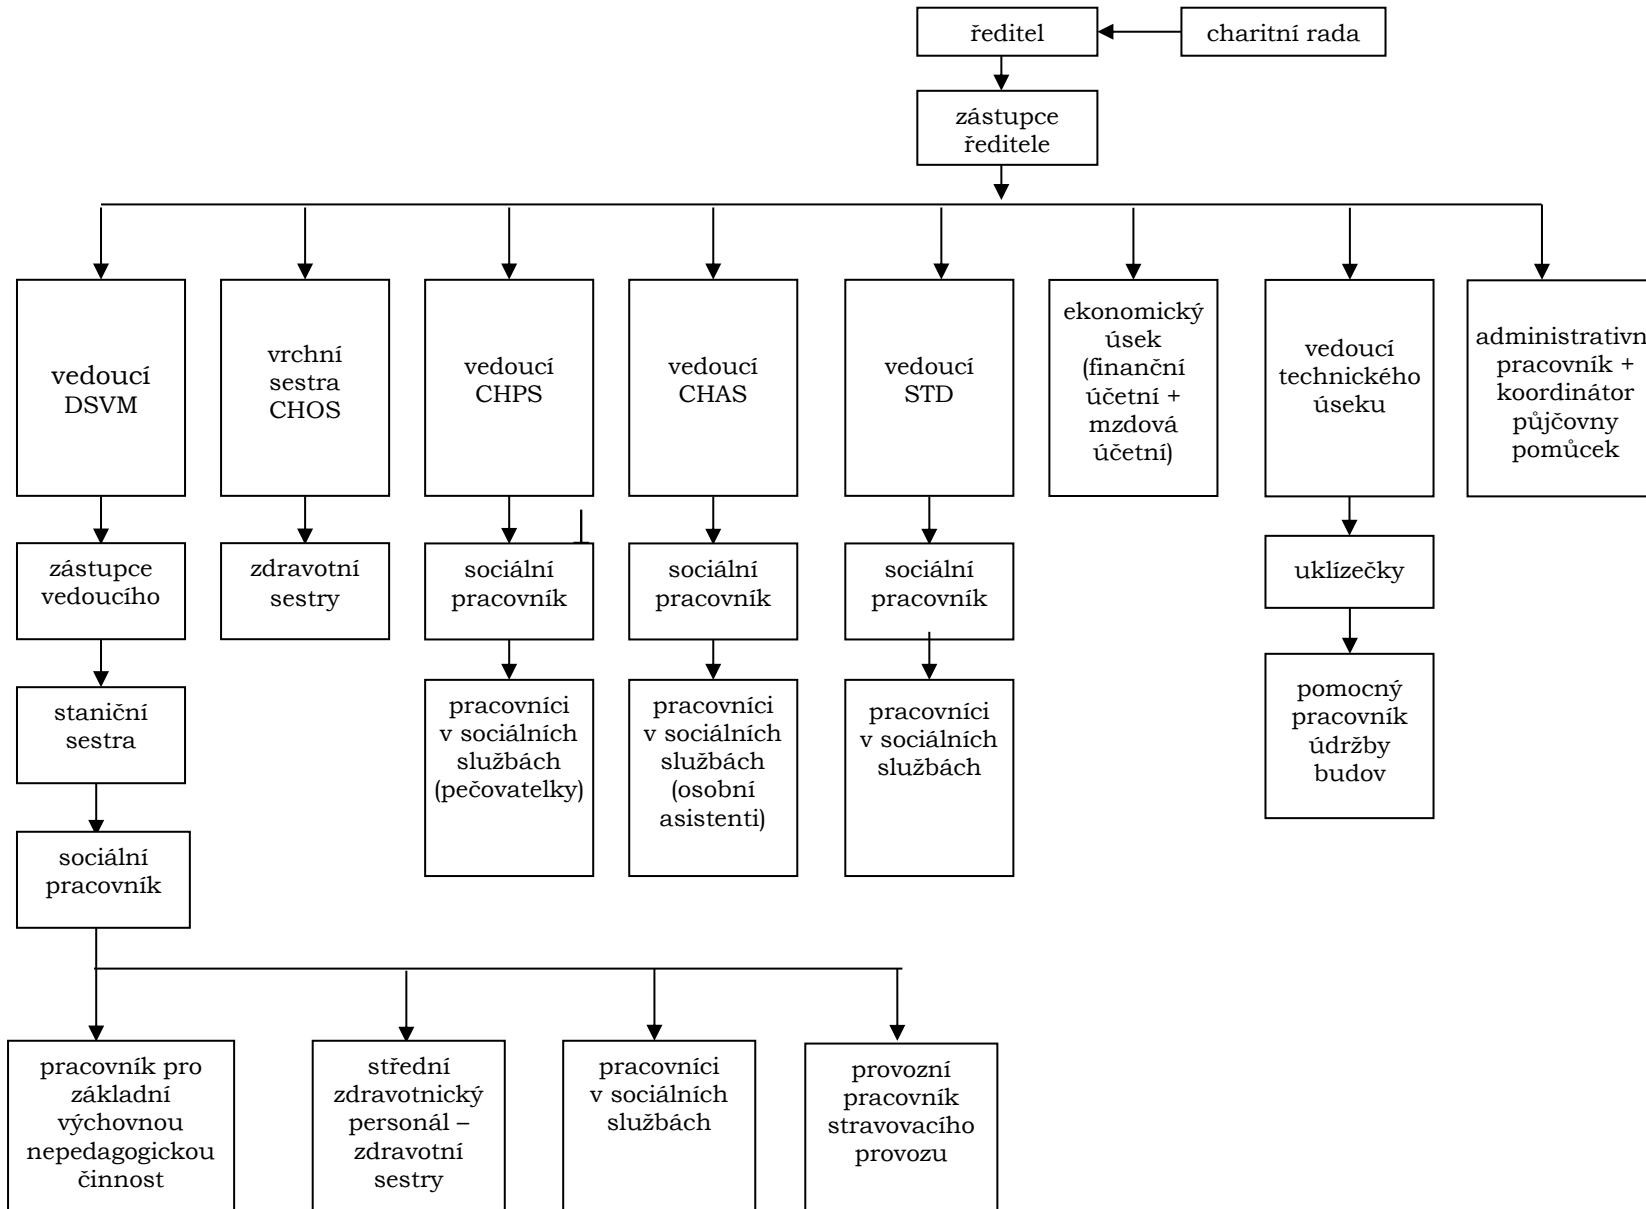 ředitel
charitní rada
zástupce
ředitele
vedoucí
DSVM
vrchní
sestra
CHOS
vedoucí
CHPS
vedoucí
CHAS
vedoucí
STD
ekonomický
úsek
(finanční
účetní +
mzdová
účetní)
vedoucí
technického
úseku
administrativn
pracovník +
koordinátor
půjčovny
pomůcek
zástupce
vedoucího
zdravotní
sestry
sociální
pracovník
sociální
pracovník
sociální
pracovník
uklízečky
staniční
sestra
pracovníci
v sociálních
službách
(pečovatelky)
pracovníci
v sociálních
službách
(osobní
asistenti)
pracovníci
v sociálních
službách
pomocný
pracovník
údržby
budov
sociální
pracovník
pracovník pro
základní
výchovnou
nepedagogickou
činnost
střední
zdravotnický
personál –
zdravotní
sestry
pracovníci
v sociálních
službách
provozní
pracovník
stravovacího
provozu